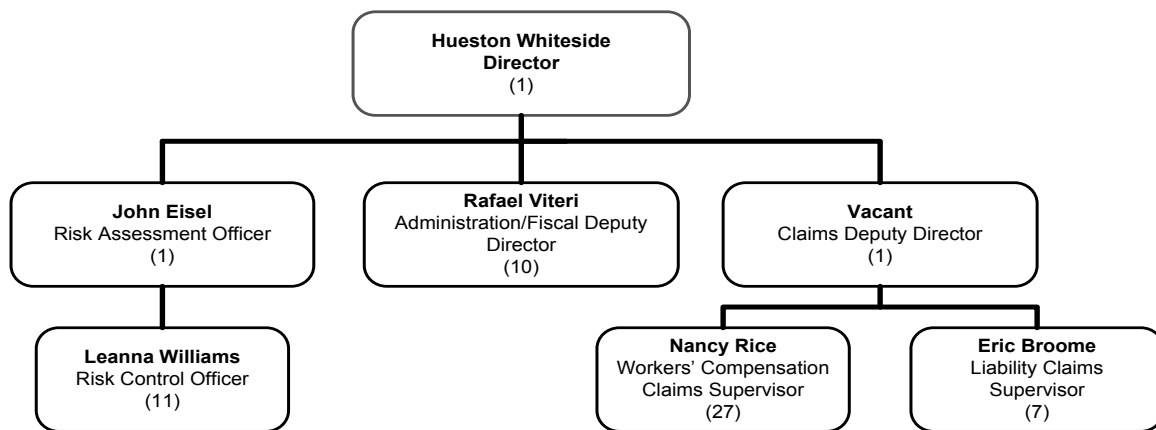 Hueston Whiteside
Director
(1)
John Eisel
Risk Assessment Officer
(1)
Rafael Viteri
Administration/Fiscal Deputy
Director
(10)
Vacant
Claims Deputy Director
(1)
Leanna Williams
Risk Control Officer
(11)
Nancy Rice
Workers’ Compensation
Claims Supervisor
(27)
Eric Broome
Liability Claims
Supervisor
(7)